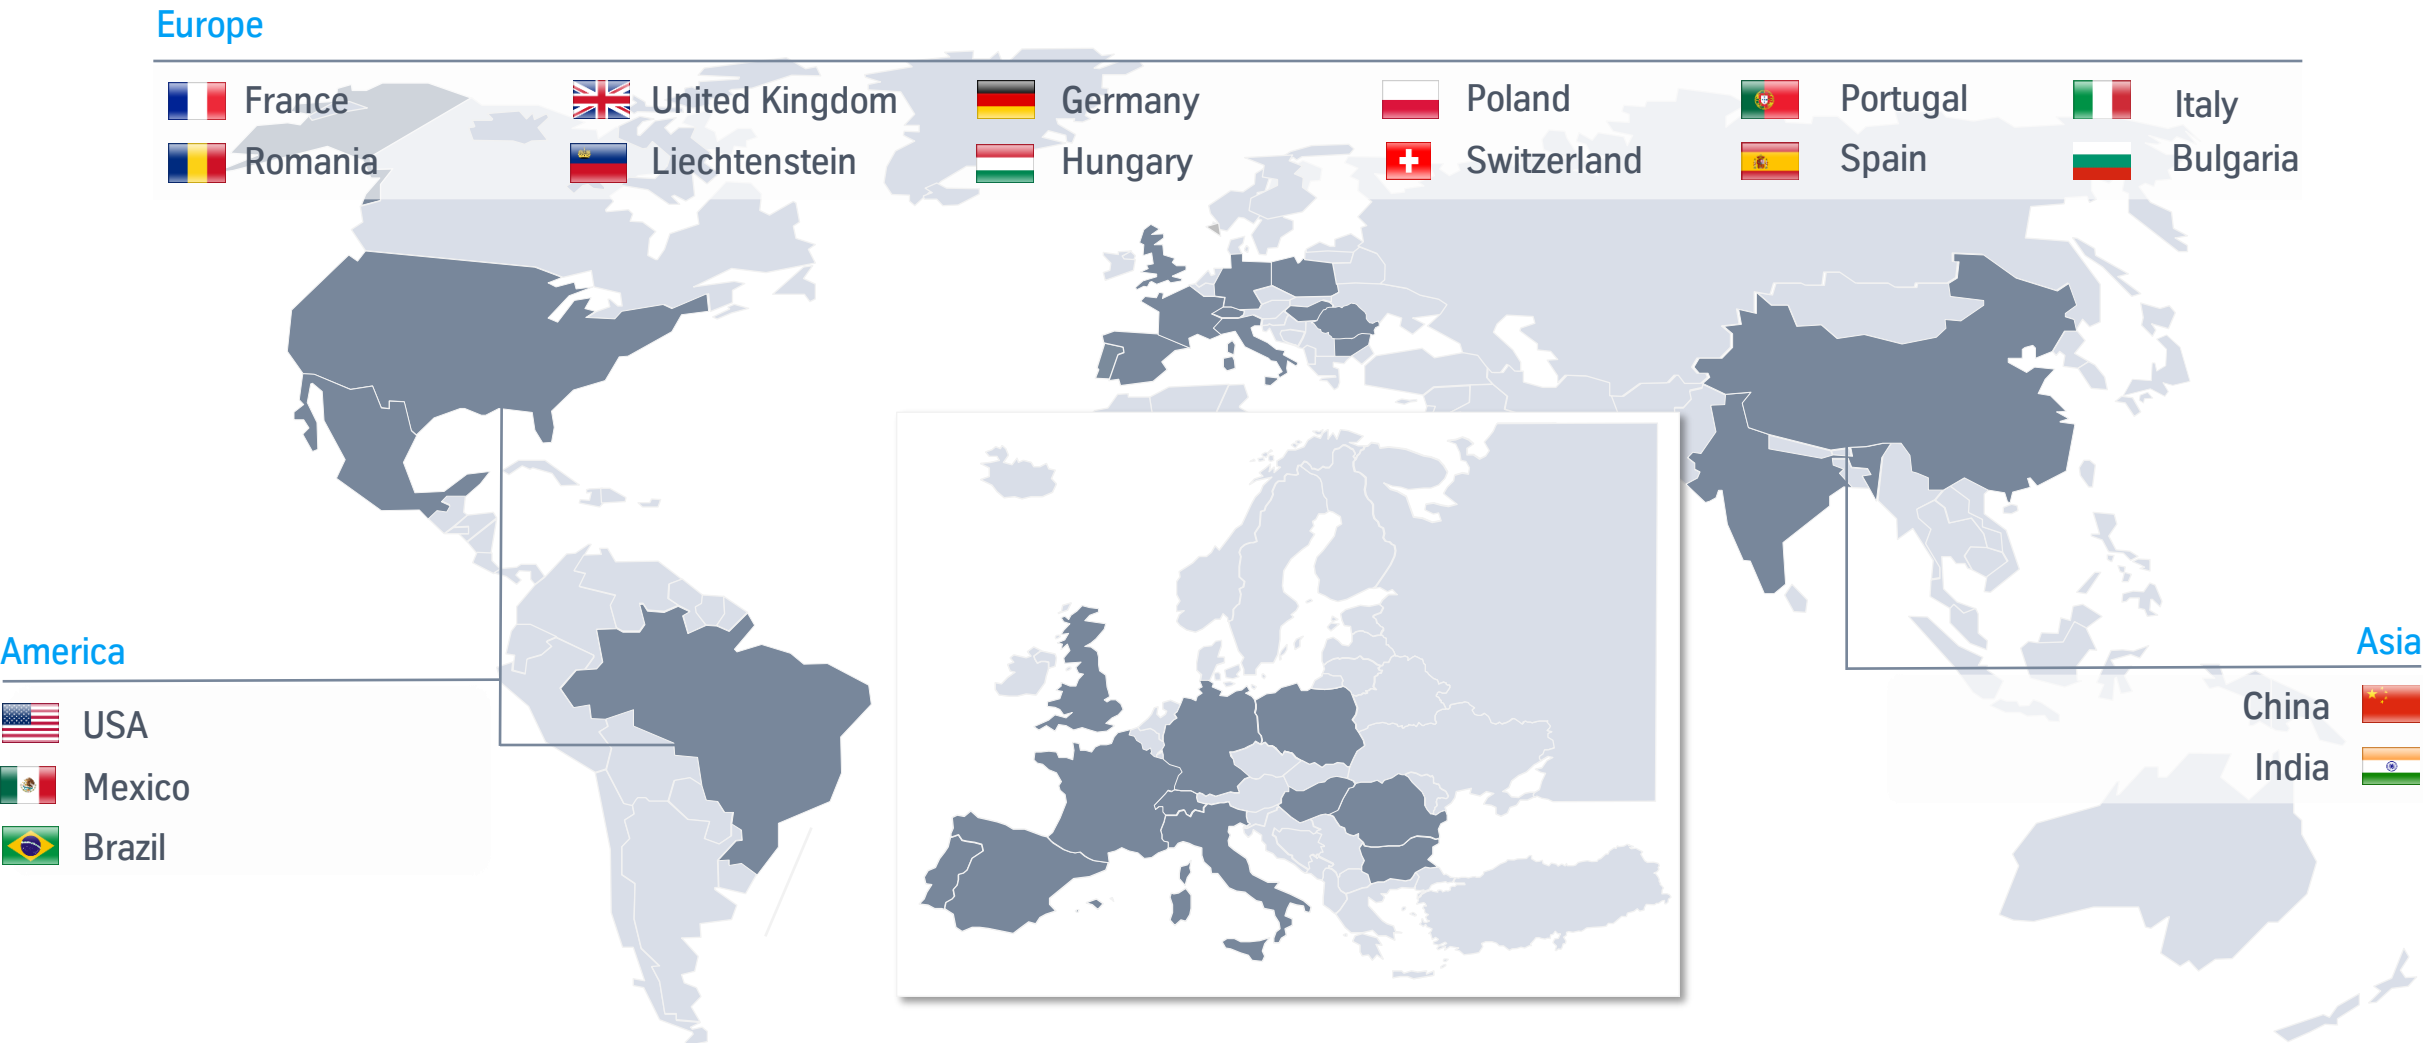 Europe
France
United Kingdom
Germany
Poland
Portugal
Italy
Romania
Liechtenstein
Hungary
Switzerland
Spain
Bulgaria
America
USA
Mexico
Brazil
Asia
China
India